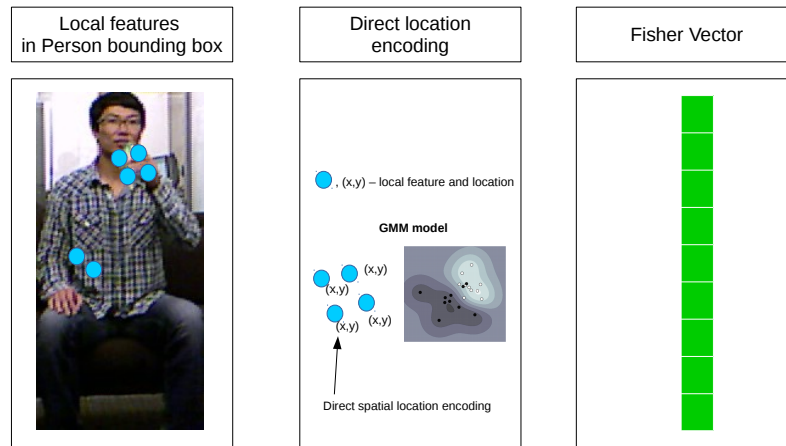 Local features
in Person bounding box
Direct location
encoding
Fisher Vector
, (x,y) – local feature and location
GMM model
(x,y)
(x,y)
(x,y)
(x,y)
Direct spatial location encoding